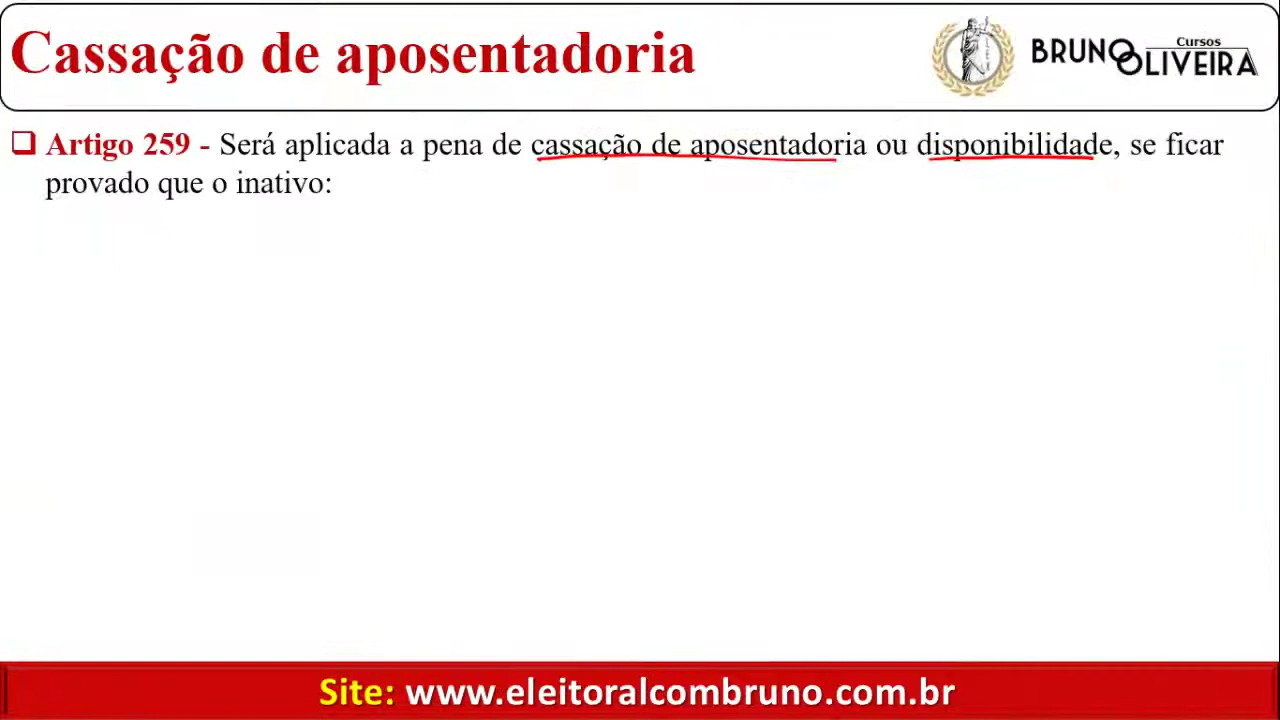 Cassação de aposentadoria
BRUNO OLIVEIRA Cursos
Artigo 259 - Será aplicada a pena de cassação de aposentadoria ou disponibilidade, se ficar
provado que o inativo:
Site: www.eleitoralcombruno.com.br